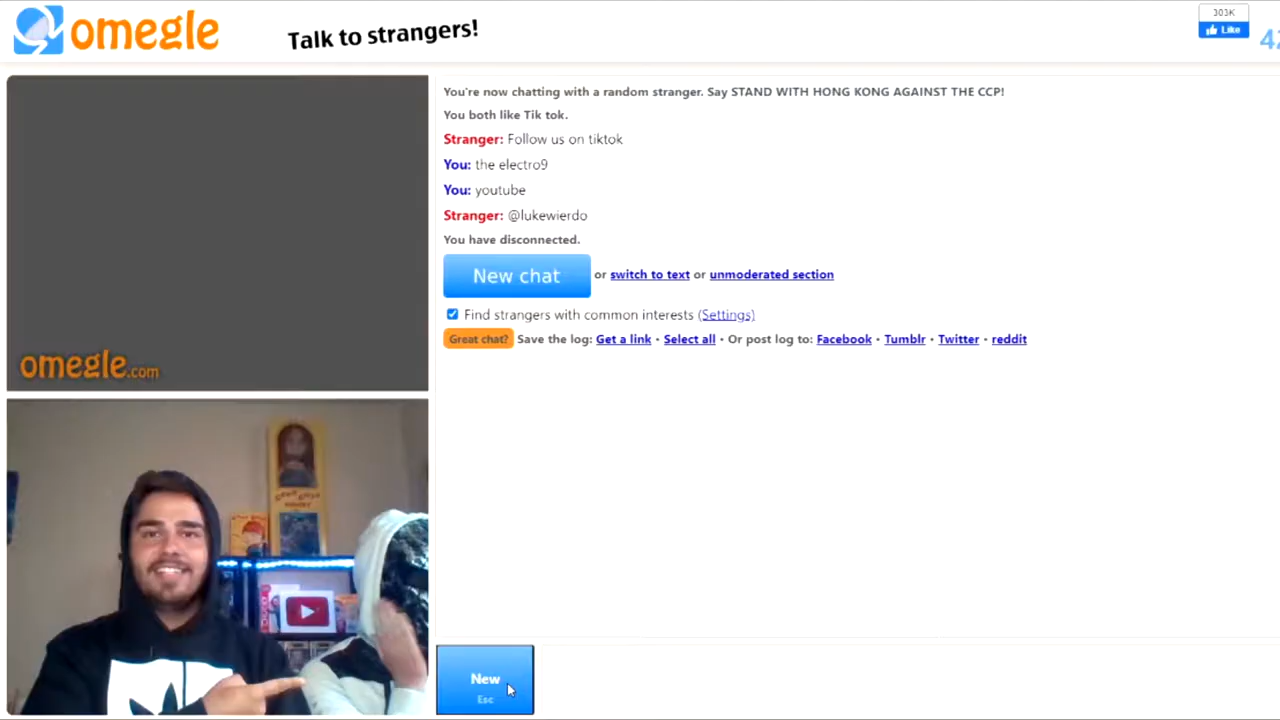 omegle
Talk to strangers!
303K
Like
42
You're now chatting with a random stranger. Say STAND WITH HONG KONG AGAINST THE CCP!
You both like Tik tok.
Stranger: Follow us on tiktok
You: the electro9
You: youtube
Stranger: @lukewierdo
You have disconnected.
New chat or switch to text or unmoderated section
Find strangers with common interests (Settings)
Great chat? Save the log: Get a link • Select all • Or post log to: Facebook • Tumblr • Twitter • reddit
omegle.com
Good Guys
New
Esc